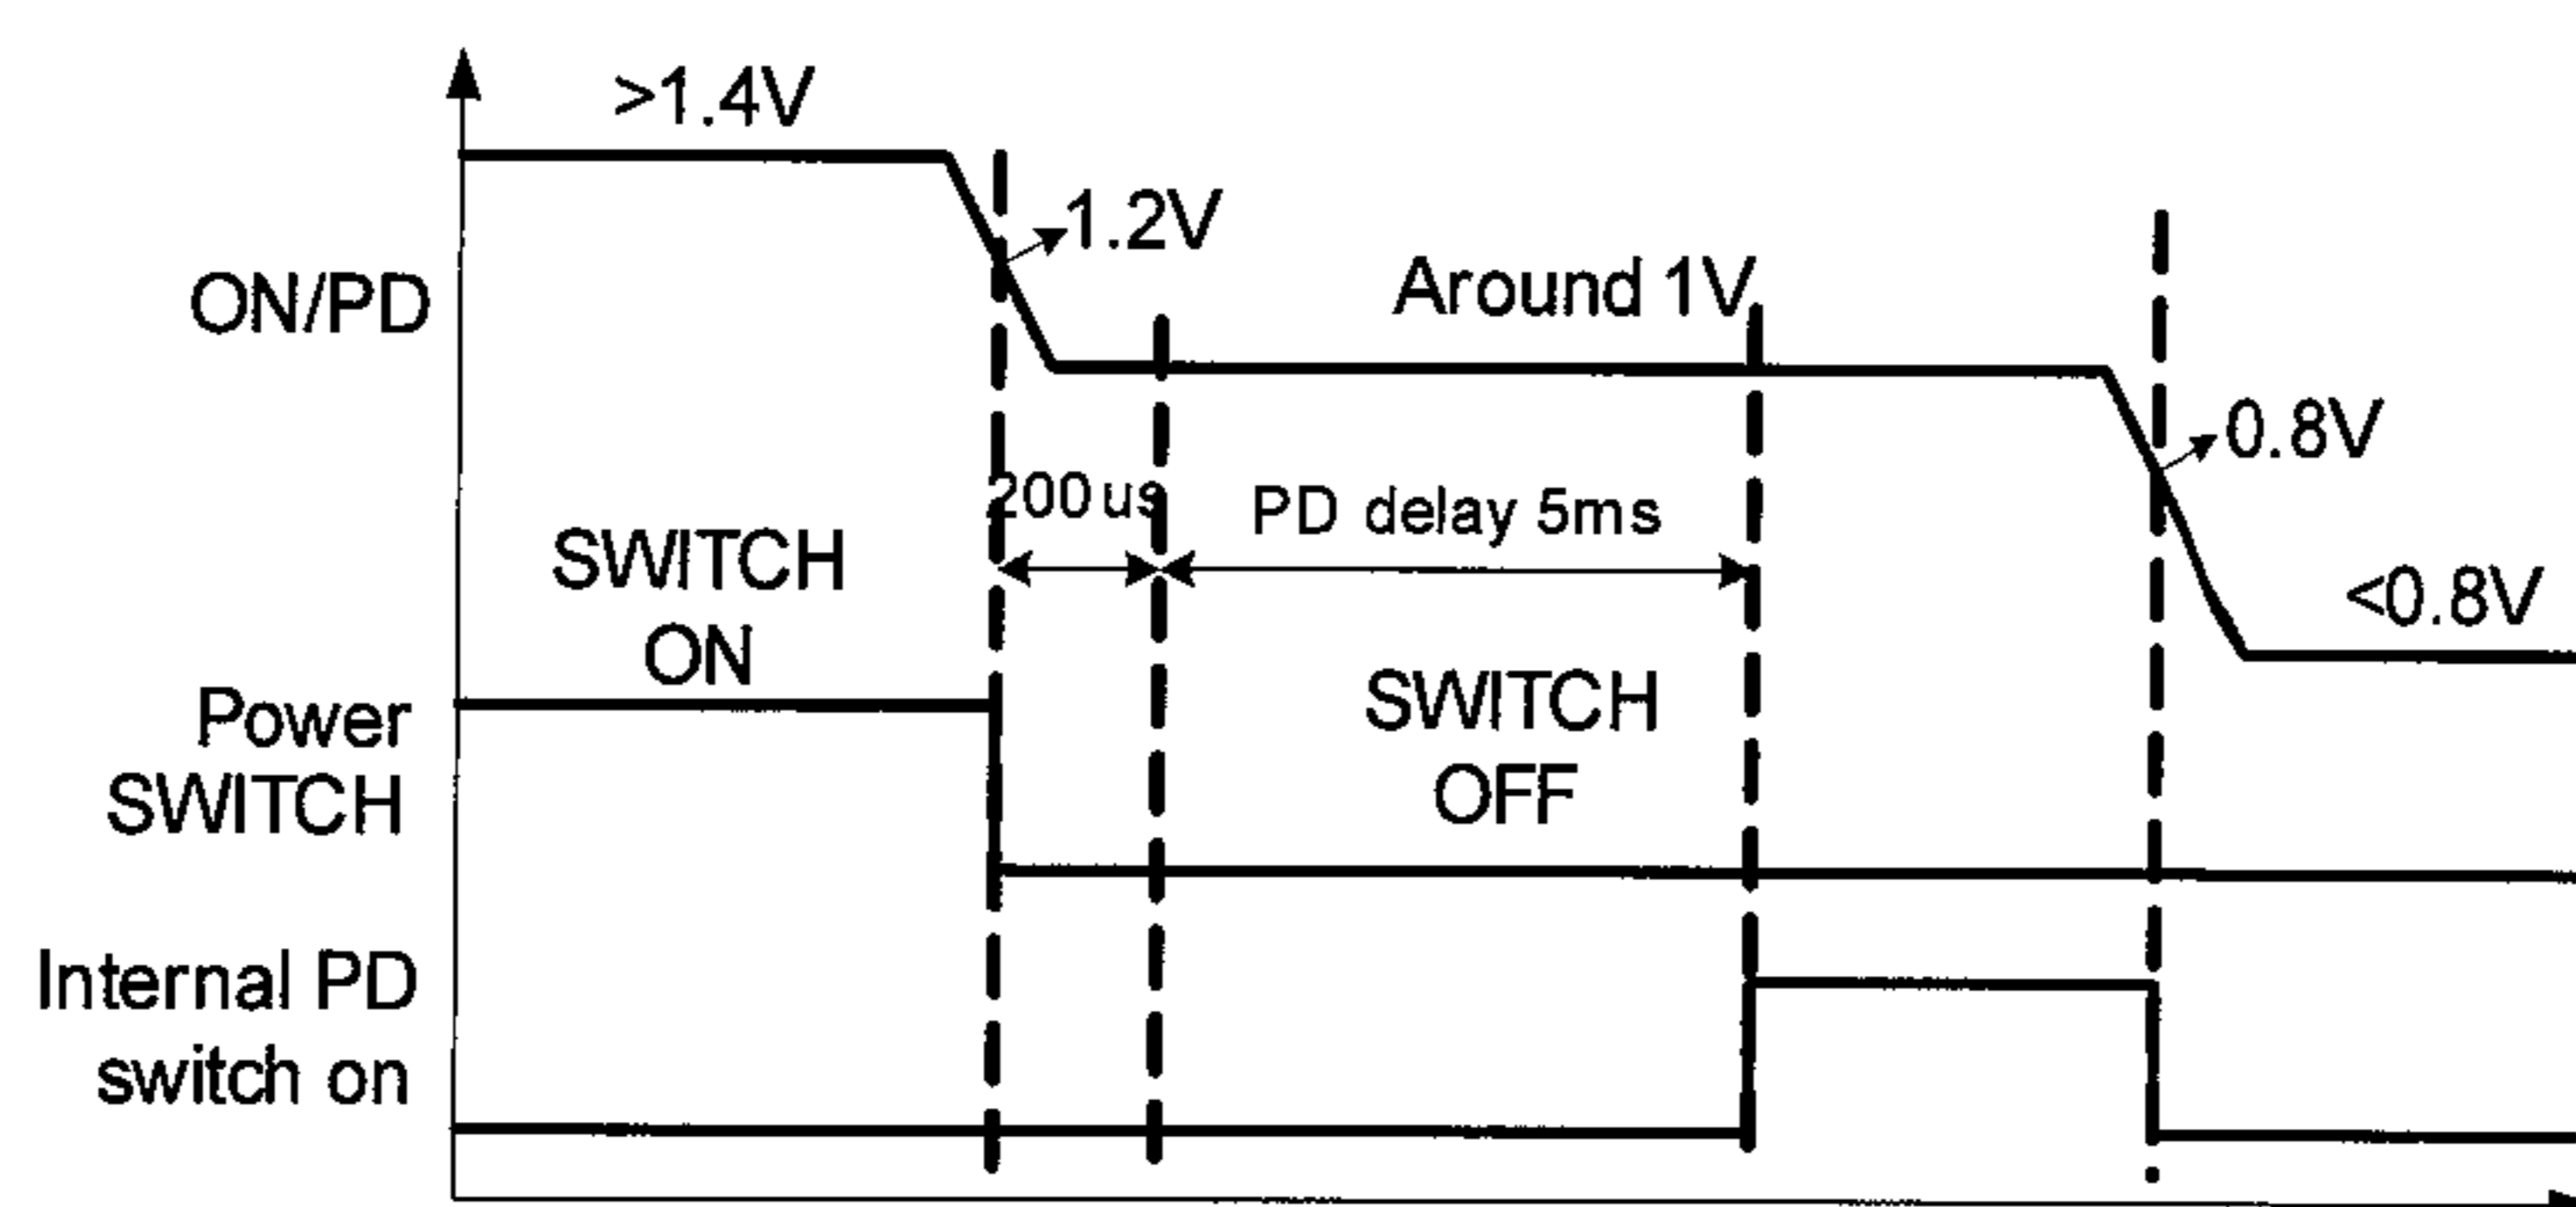 >1.4V
1.2V
ON/PD
Around 1V
0.8V
200us
PD delay 5ms
<0.8V
SWITCH
ON
Power
SWITCH
SWITCH
OFF
Internal PD
switch on